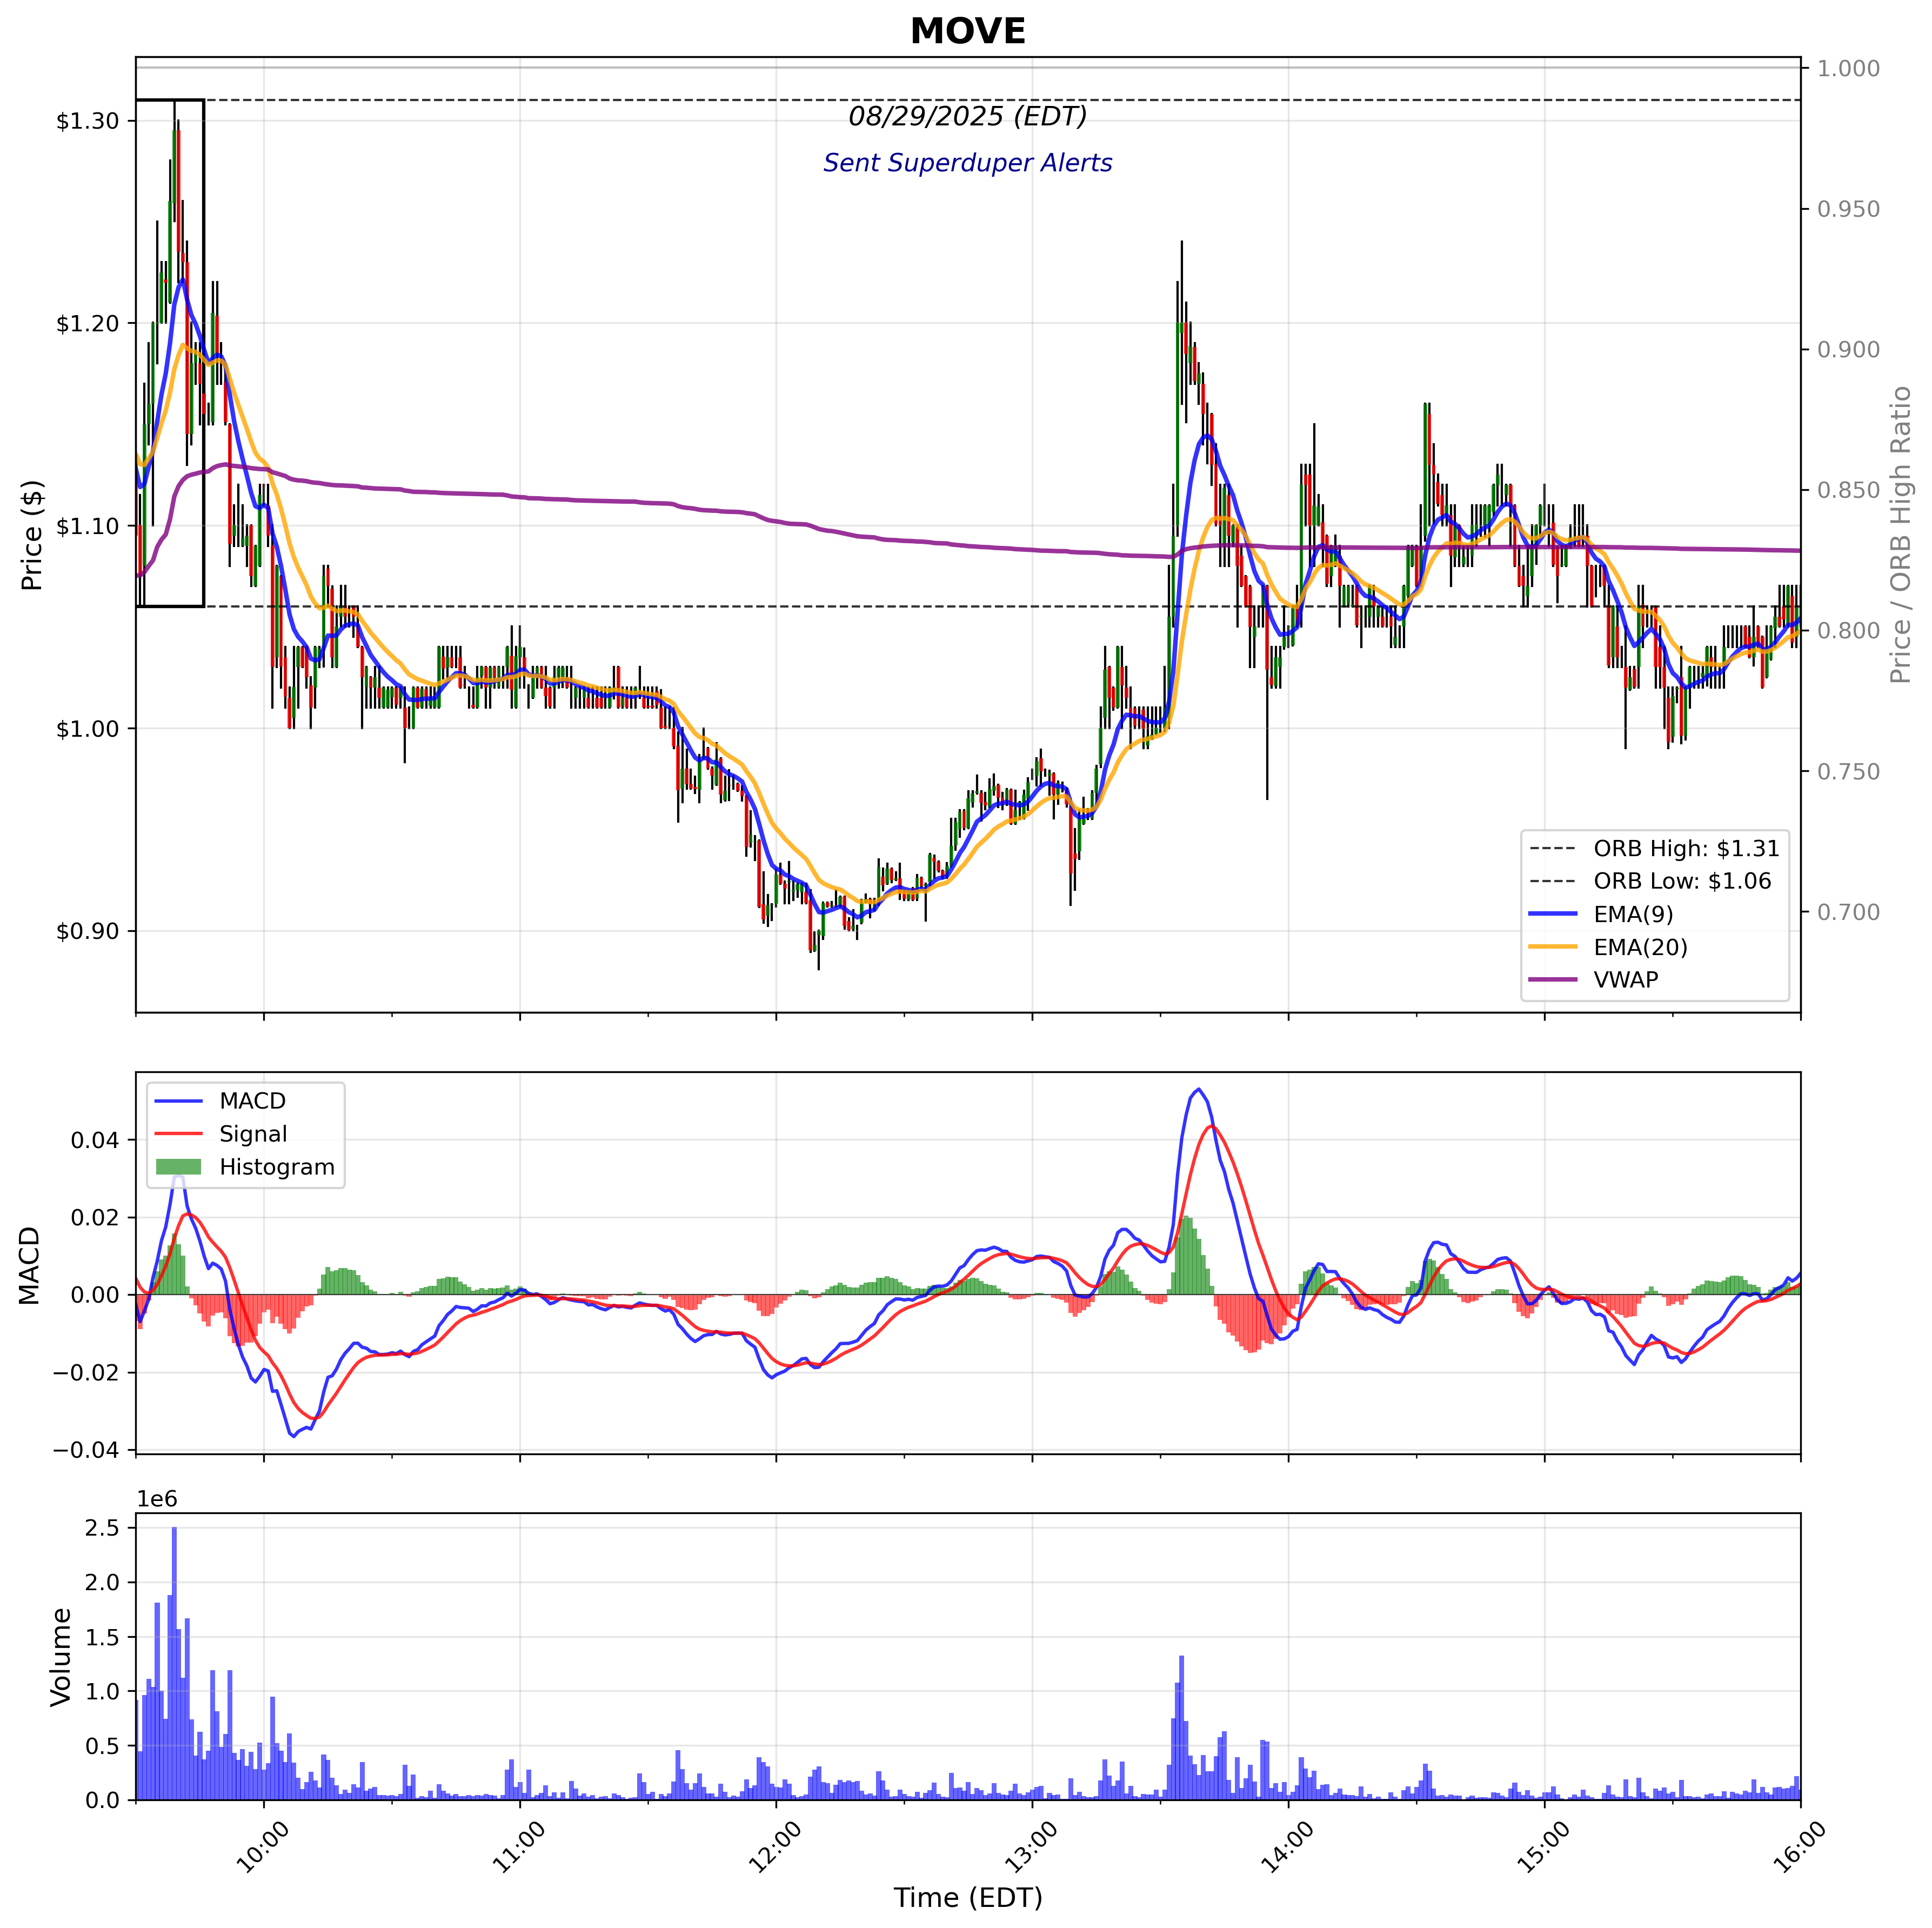 MOVE
08/29/2025 (EDT)
Sent Superduper Alerts
$1.30
$1.20
$1.10
$1.00
$0.90
Price ($)
1.000
0.950
0.900
0.850
0.800
0.750
0.700
Price / ORB High Ratio
ORB High: $1.31
ORB Low: $1.06
EMA(9)
EMA(20)
VWAP
MACD
Signal
Histogram
0.04
0.02
0.00
−0.02
−0.04
MACD
1e6
2.5
2.0
1.5
1.0
0.5
0.0
Volume
10:00
11:00
12:00
13:00
14:00
15:00
16:00
Time (EDT)